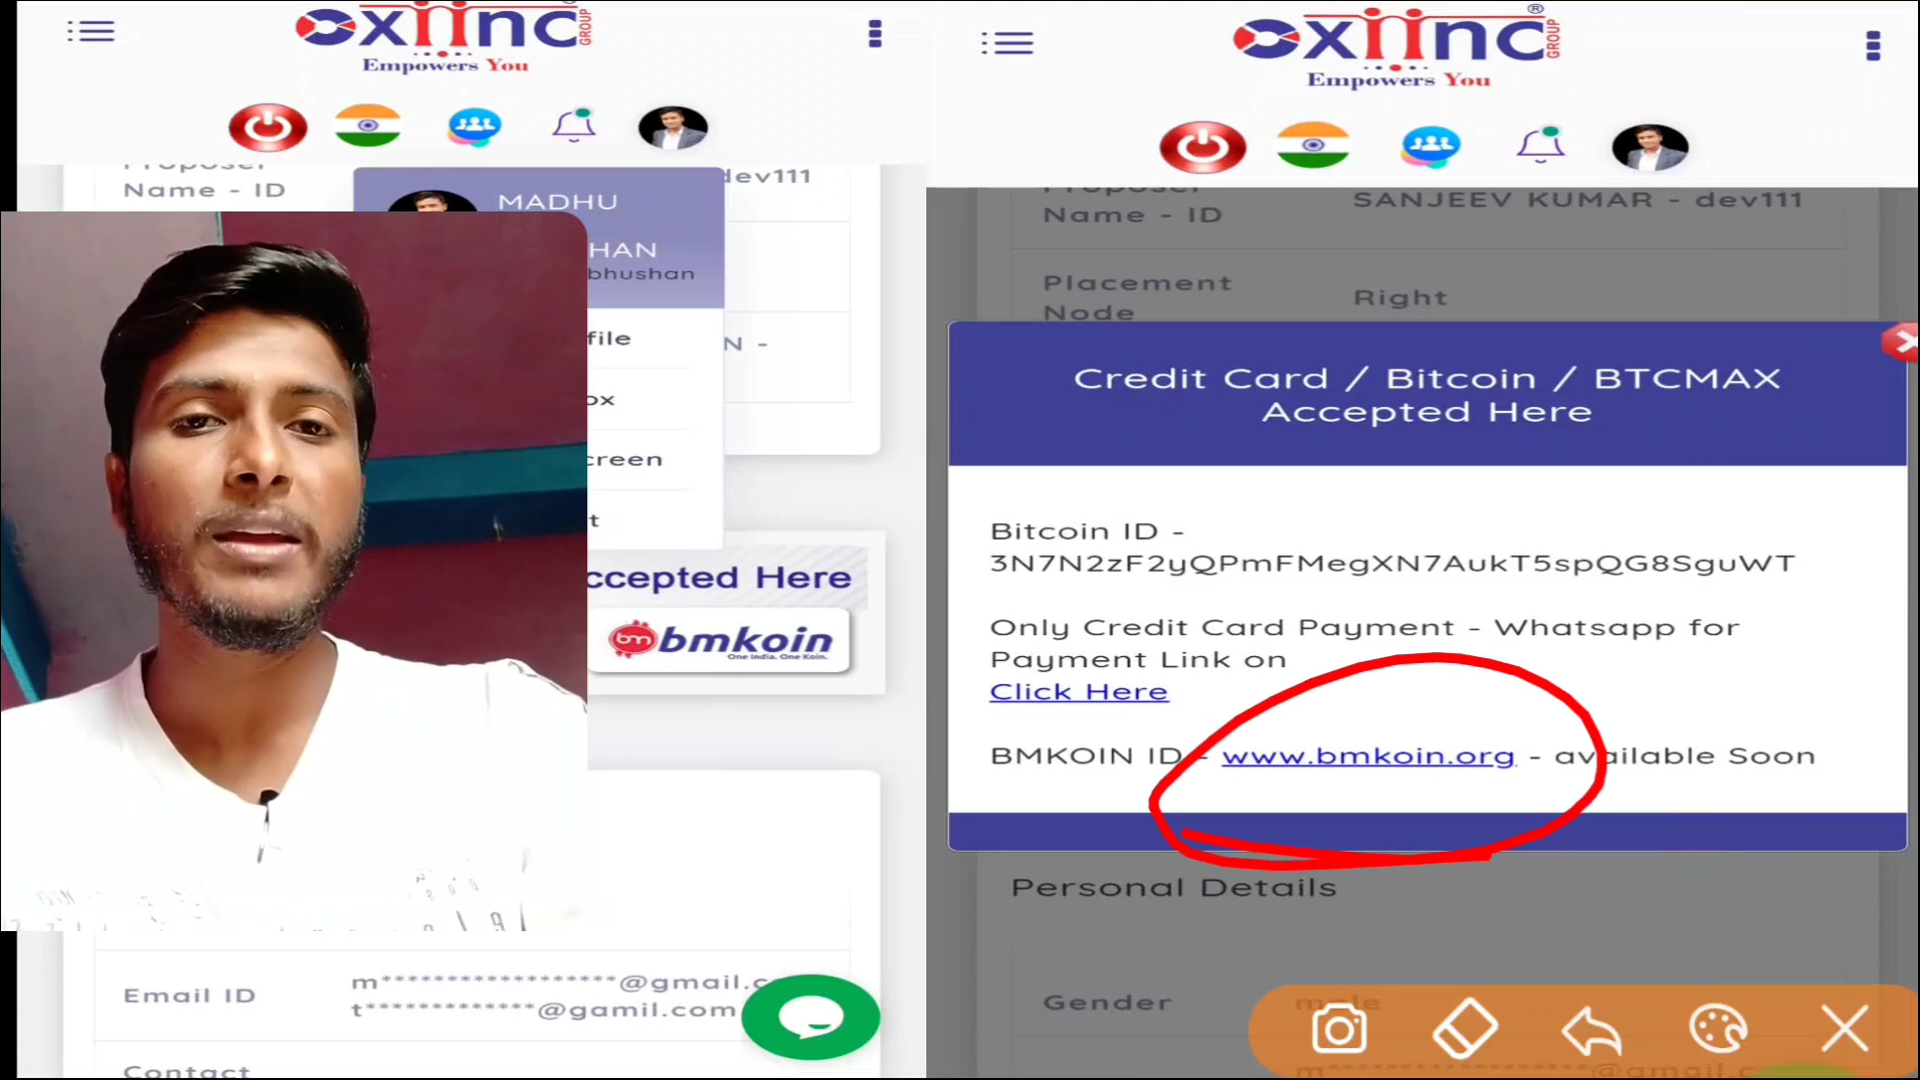 oxiinc
GROUP
®
Empowers You
Name - ID
dev111
MADHU
HAN
bhushan
file
N -
ox
creen
t
ccepted Here
bm
bmkoin
One India. One Koin.
Email ID
m*****************@gmail.c
t*************@gamil.com
Contact
oxiinc
GROUP
®
Empowers You
Proposer
Name - ID
SANJEEV KUMAR - dev111
Placement
Node
Right
Credit Card / Bitcoin / BTCMAX
Accepted Here
Bitcoin ID -
3N7N2zF2yQPmFMegXN7AukT5spQG8SguWT
Only Credit Card Payment - Whatsapp for
Payment Link on
Click Here
BMKOIN ID - www.bmkoin.org - available Soon
Personal Details
Gender
male